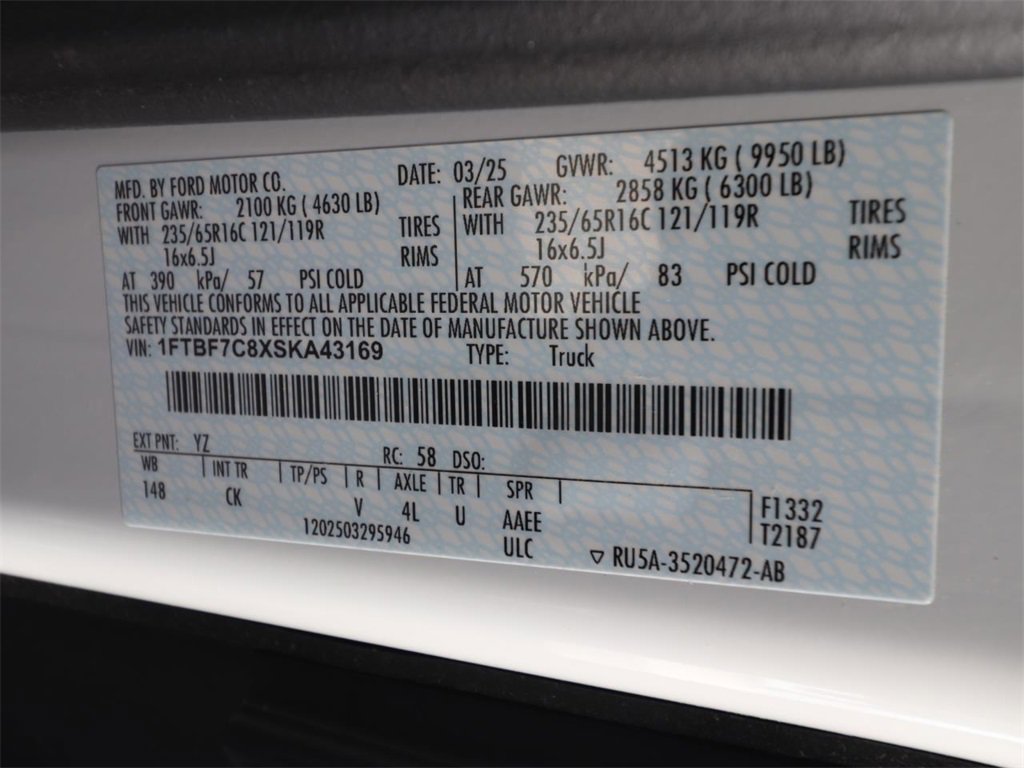 MFD. BY FORD MOTOR CO. DATE: 03/25 GVWR: 4513 KG ( 9950 LB)
FRONT GAWR: 2100 KG ( 4630 LB) REAR GAWR: 2858 KG ( 6300 LB)
WITH 235/65R16C 121/119R TIRES WITH 235/65R16C 121/119R TIRES
16x6.5J RIMS 16x6.5J RIMS
AT 390 kPa/ 57 PSI COLD AT 570 kPa/ 83 PSI COLD
THIS VEHICLE CONFORMS TO ALL APPLICABLE FEDERAL MOTOR VEHICLE
SAFETY STANDARDS IN EFFECT ON THE DATE OF MANUFACTURE SHOWN ABOVE.
VIN: 1FTBF7C8XSKA43169 TYPE: Truck
EXT PNT: YZ RC: 58 DSO:
WB INT TR TP/PS R AXLE TR SPR
148 CK V 4L U AAEE F1332
1202503295946 ULC T2187
RU5A-3520472-AB